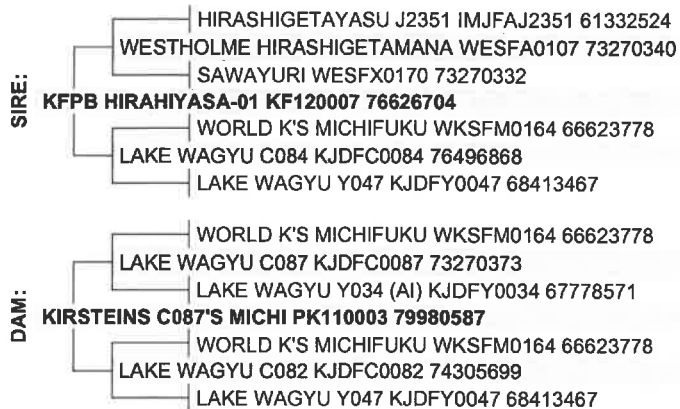 SIRE:
HIRASHIGETAYASU J2351 IMJFAJ2351 61332524
WESTHOLME HIRASHIGETAMANA WESFA0107 73270340
SAWAYURI WESFX0170 73270332
KFPB HIRAHIYASA-01 KF120007 76626704
WORLD K'S MICHIFUKU WKSFM0164 66623778
LAKE WAGYU C084 KJDFC0084 76496868
LAKE WAGYU Y047 KJDFY0047 68413467
DAM:
WORLD K'S MICHIFUKU WKSFM0164 66623778
LAKE WAGYU C087 KJDFC0087 73270373
LAKE WAGYU Y034 (AI) KJDFY0034 67778571
KIRSTEINS C087'S MICHI PK110003 79980587
WORLD K'S MICHIFUKU WKSFM0164 66623778
LAKE WAGYU C082 KJDFC0082 74305699
LAKE WAGYU Y047 KJDFY0047 68413467